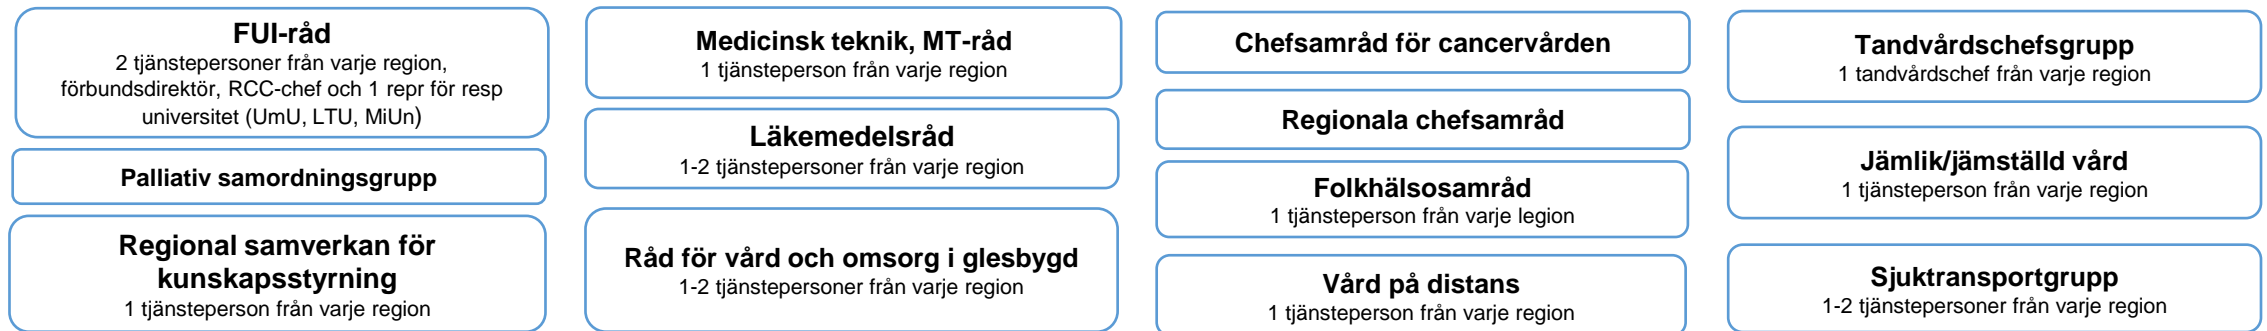 FUI-råd
2 tjänstepersoner från varje region,
förbundsdirektör, RCC-chef och 1 repr för resp
universitet (UmU, LTU, MiUn)
Palliativ samordningsgrupp
Regional samverkan för
kunskapsstyrning
1 tjänsteperson från varje region
Medicinsk teknik, MT-råd
1 tjänsteperson från varje region
Läkemedelsråd
1-2 tjänstepersoner från varje region
Råd för vård och omsorg i glesbygd
1-2 tjänstepersoner från varje region
Chefsamråd för cancervården
Regionala chefsamråd
Folkhälsosamråd
1 tjänsteperson från varje legion
Vård på distans
1 tjänsteperson från varje region
Tandvårdschefsgrupp
1 tandvårdschef från varje region
Jämlik/jämställd vård
1 tjänsteperson från varje region
Sjuktransportgrupp
1-2 tjänstepersoner från varje region